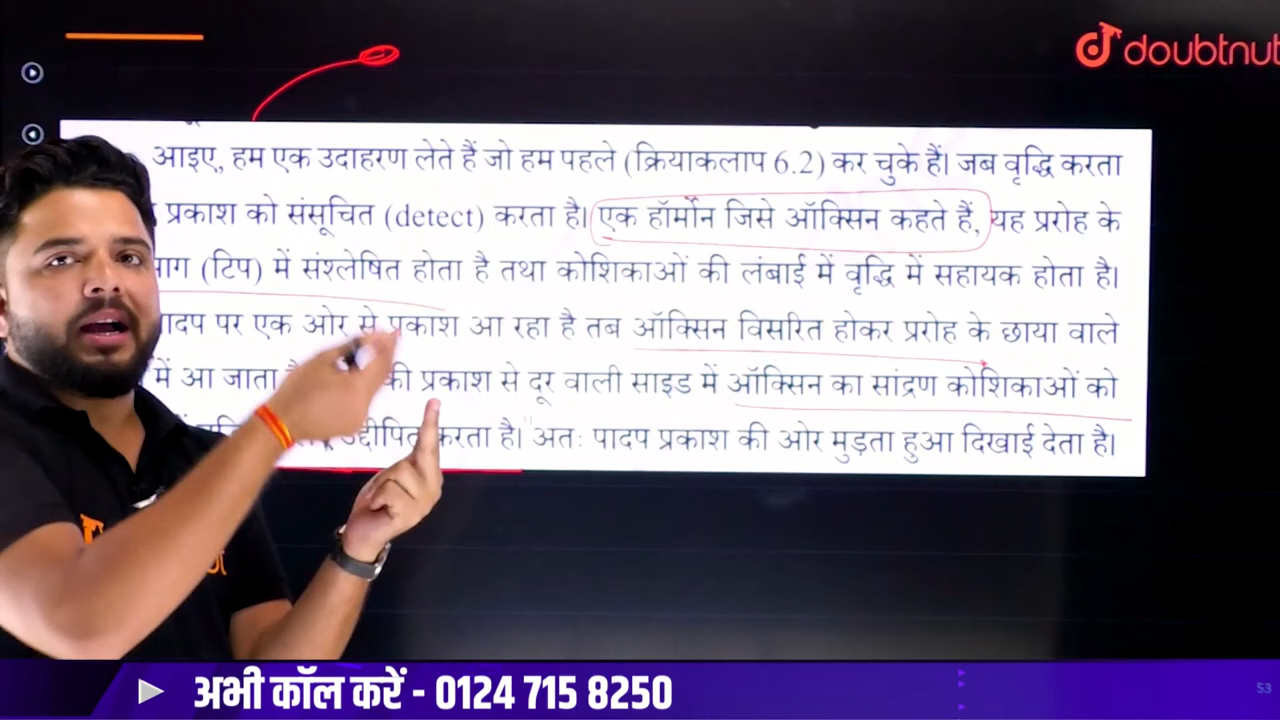 doubtnut
आइए, हम एक उदाहरण लेते हैं जो हम पहले (क्रियाकलाप 6.2) कर चुके हैं। जब वृद्धि करता
प्रकाश को संसूचित (detect) करता है। एक हॉर्मोन जिसे ऑक्सिन कहते हैं, यह प्ररोह के
(टिप) में संश्लेषित होता है तथा कोशिकाओं की लंबाई में वृद्धि में सहायक होता है।
पर एक ओर से प्रकाश आ रहा है तब ऑक्सिन विसरित होकर प्ररोह के छाया वाले
में आ जाता की प्रकाश से दूर वाली साइड में ऑक्सिन का सांद्रण कोशिकाओं को
उद्दीपित करता है। अतः पादप प्रकाश की ओर मुड़ता हुआ दिखाई देता है।
अभी कॉल करें - 0124 715 8250
53